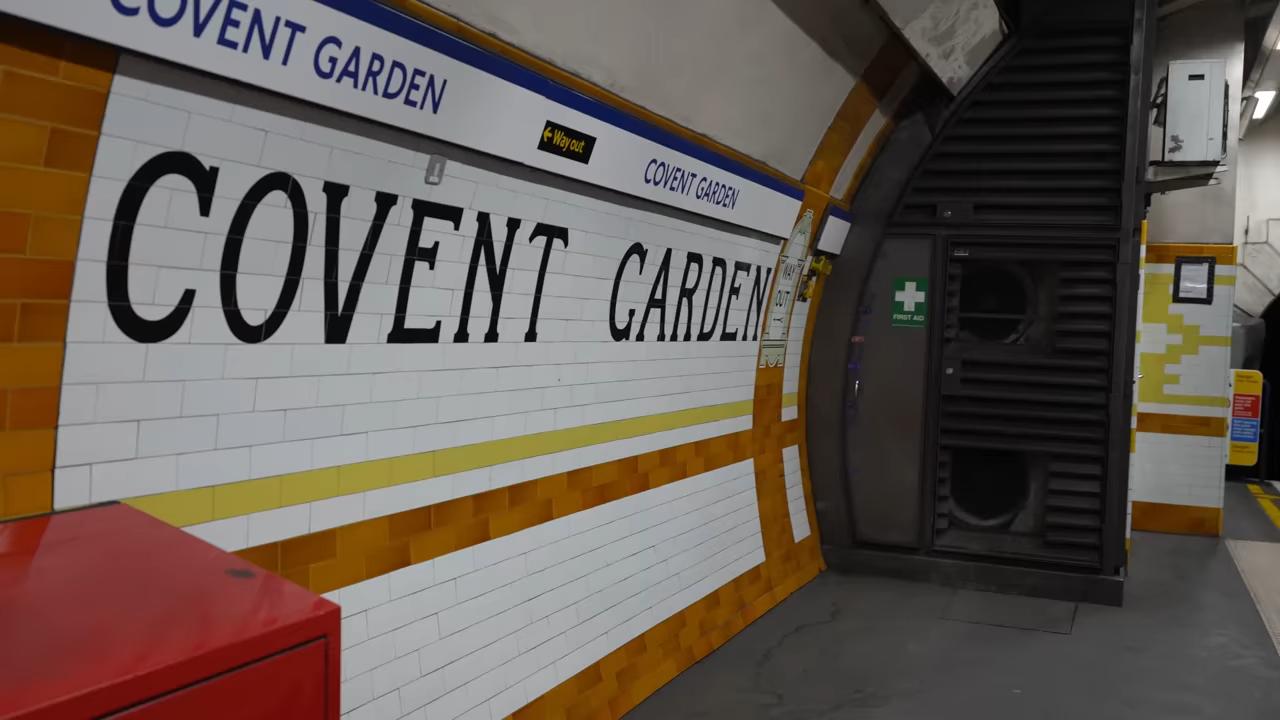 COVENT GARDEN
← Way out
COVENT GARDEN
COVENT GARDEN
WAY
OUT
FIRST AID